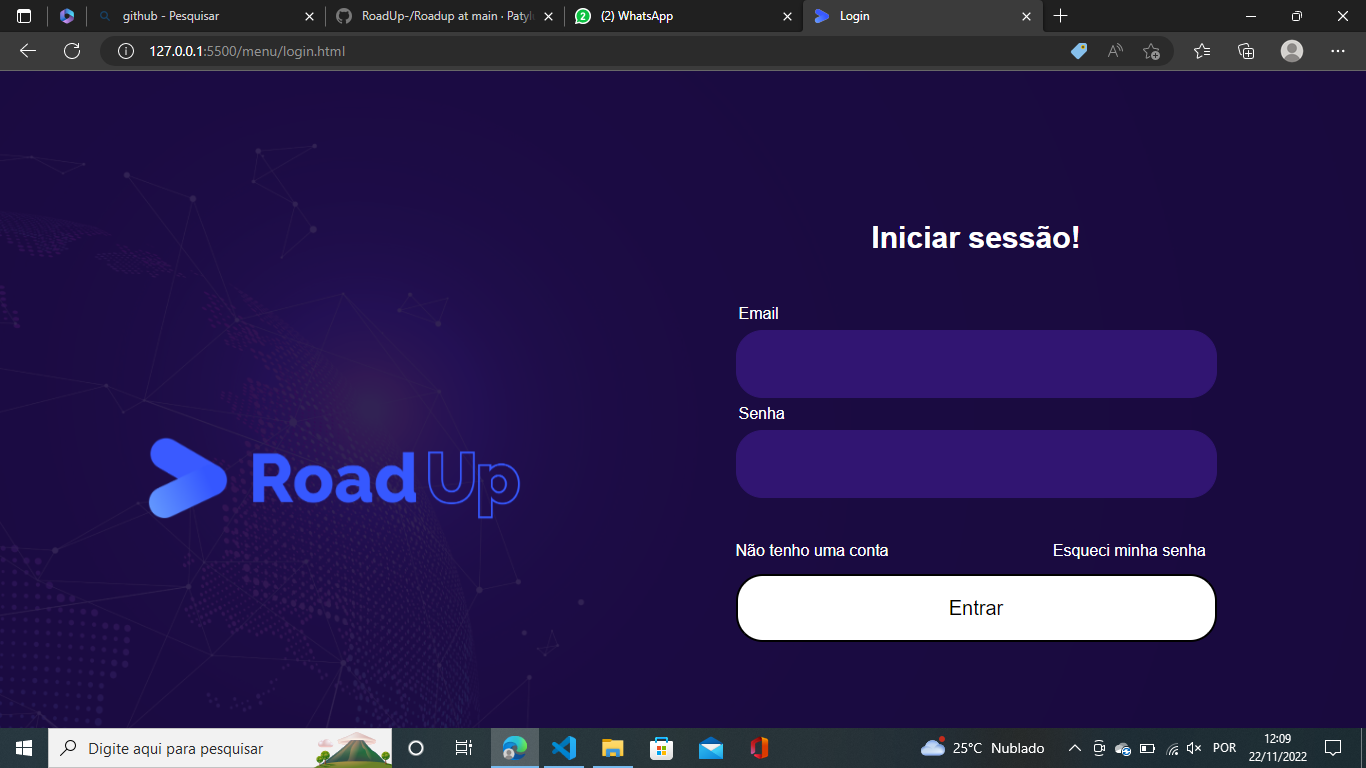 github - Pesquisar
RoadUp-/Roadup at main · Patyl
(2) WhatsApp
Login
127.0.0.1:5500/menu/login.html
Iniciar sessão!
Email
Senha
Road Up
Não tenho uma conta
Esqueci minha senha
Entrar
Digite aqui para pesquisar
25°C Nublado
POR
12:09
22/11/2022